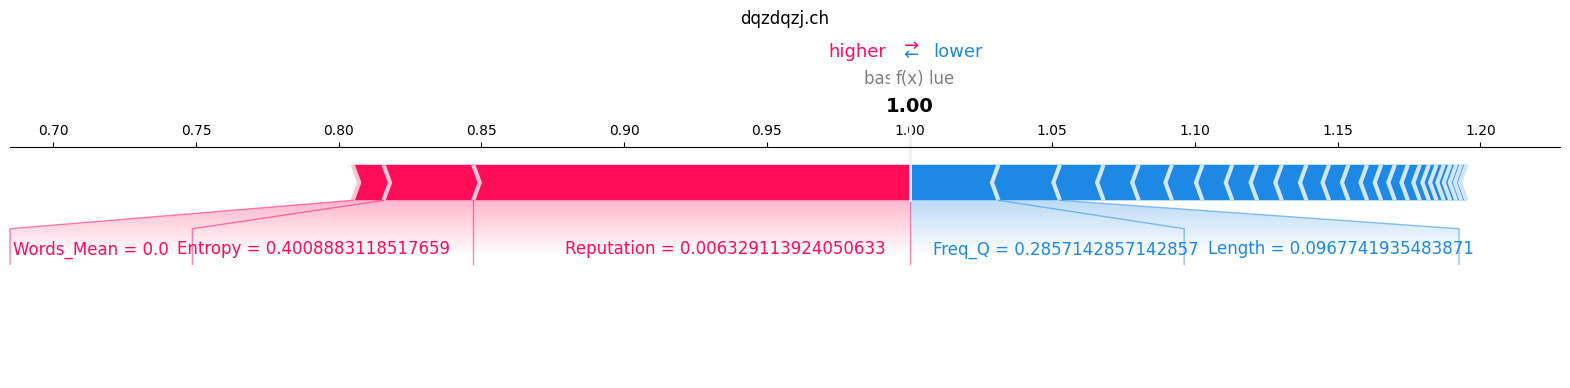 dqzdqzj.ch
higher ⇄ lower
bas f(x) lue
1.00
0.70 0.75 0.80 0.85 0.90 0.95 1.00 1.05 1.10 1.15 1.20
Words_Mean = 0.0 Entropy = 0.4008883118517659 Reputation = 0.006329113924050633 Freq_Q = 0.2857142857142857 Length = 0.0967741935483871